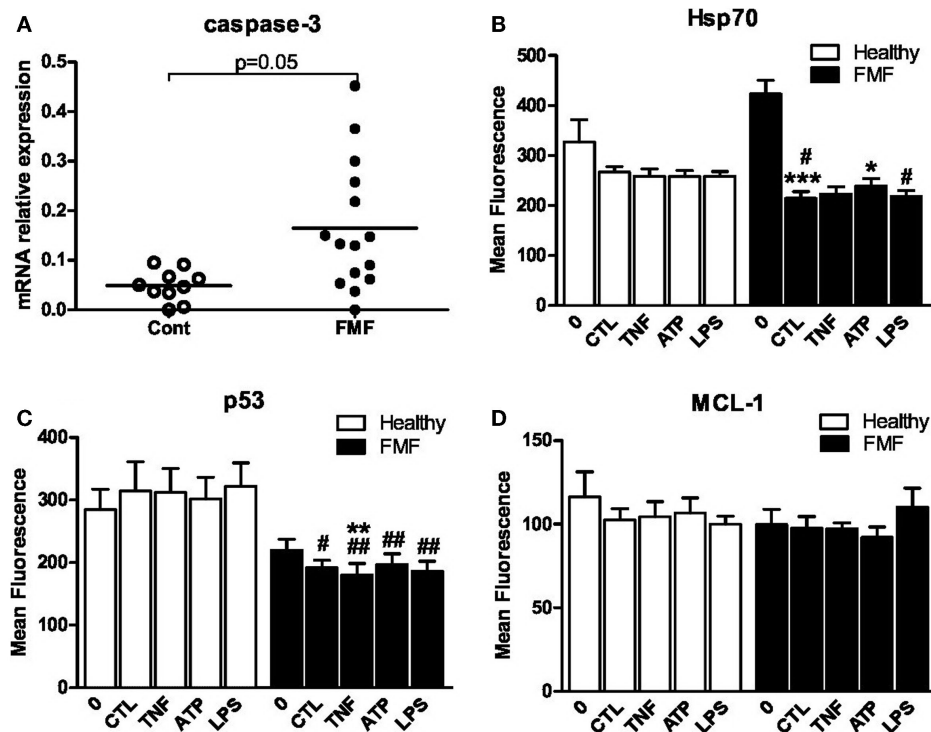 A
caspase-3
p=0.05
mRNA relative expression
0.5
0.4
0.3
0.2
0.1
0.0
Cont
FMF
B
Hsp70
Healthy
FMF
Mean Fluorescence
500
400
300
200
100
0
#
***
*
#
0 CTL TNF ATP LPS 0 CTL TNF ATP LPS
C
p53
Healthy
FMF
Mean Fluorescence
400
300
200
100
0
#
**
##
##
##
0 CTL TNF ATP LPS 0 CTL TNF ATP LPS
D
MCL-1
Healthy
FMF
Mean Fluorescence
150
100
50
0
0 CTL TNF ATP LPS 0 CTL TNF ATP LPS